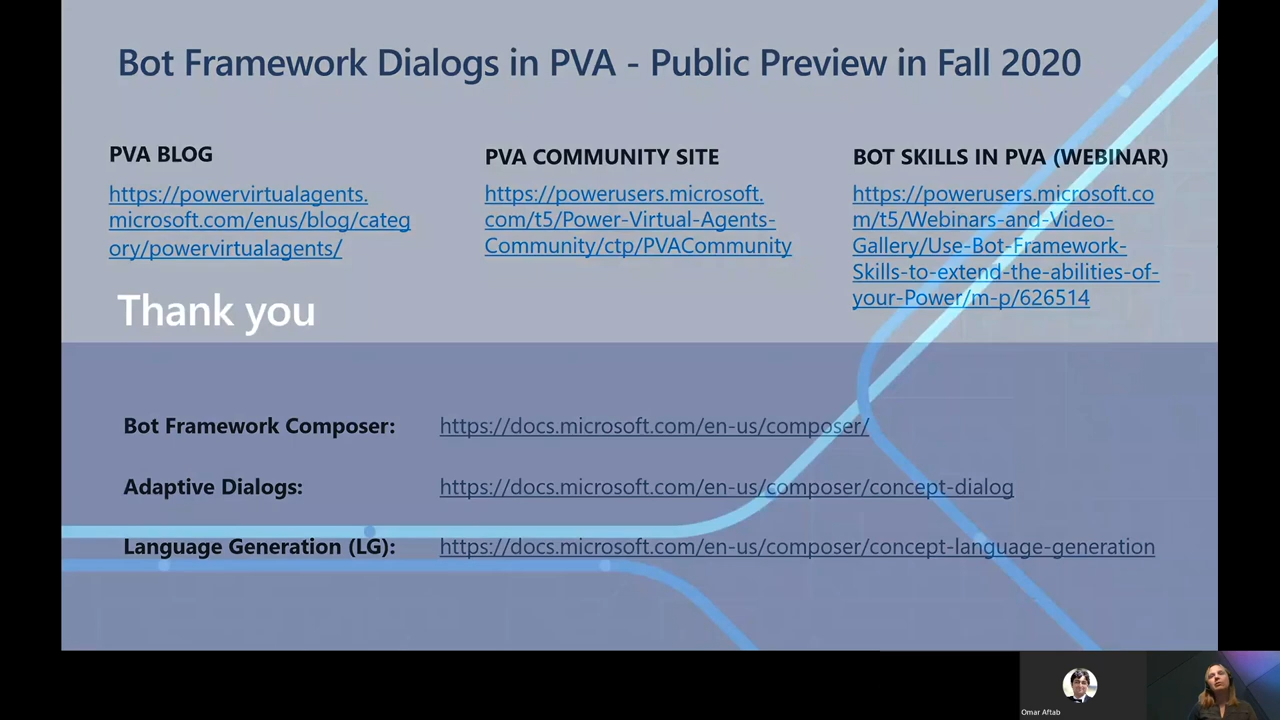 Bot Framework Dialogs in PVA - Public Preview in Fall 2020
PVA BLOG
https://powervirtualagents.
microsoft.com/enus/blog/categ
ory/powervirtualagents/
PVA COMMUNITY SITE
https://powerusers.microsoft.
com/t5/Power-Virtual-Agents-
Community/ctp/PVACommunity
BOT SKILLS IN PVA (WEBINAR)
https://powerusers.microsoft.co
m/t5/Webinars-and-Video-
Gallery/Use-Bot-Framework-
Skills-to-extend-the-abilities-of-
your-Power/m-p/626514
Thank you
Bot Framework Composer: https://docs.microsoft.com/en-us/composer/
Adaptive Dialogs: https://docs.microsoft.com/en-us/composer/concept-dialog
Language Generation (LG): https://docs.microsoft.com/en-us/composer/concept-language-generation
Omar Aftab